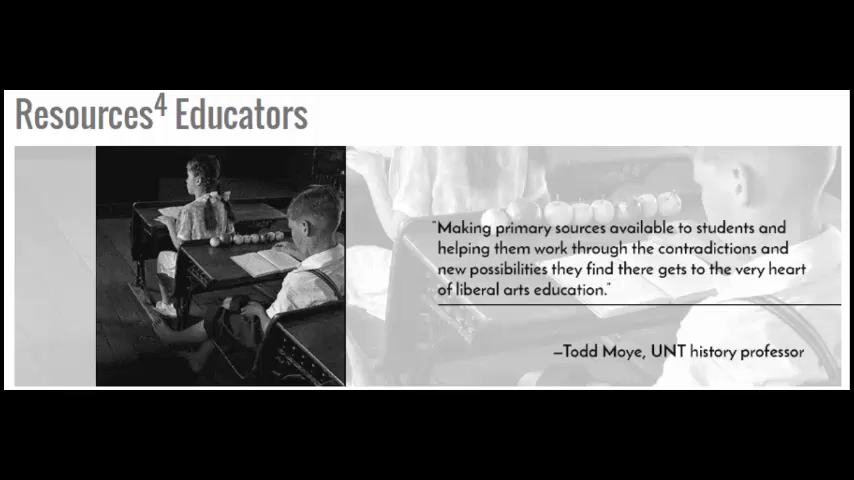 Resources⁴ Educators
"Making primary sources available to students and
helping them work through the contradictions and
new possibilities they find there gets to the very heart
of liberal arts education."
—Todd Moye, UNT history professor